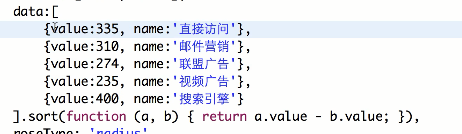 data:[
{value:335, name:'直接访问'},
{value:310, name:'邮件营销'},
{value:274, name:'联盟广告'},
{value:235, name:'视频广告'},
{value:400, name:'搜索引擎'}
].sort(function (a, b) { return a.value - b.value; }),
roseType: 'radius'